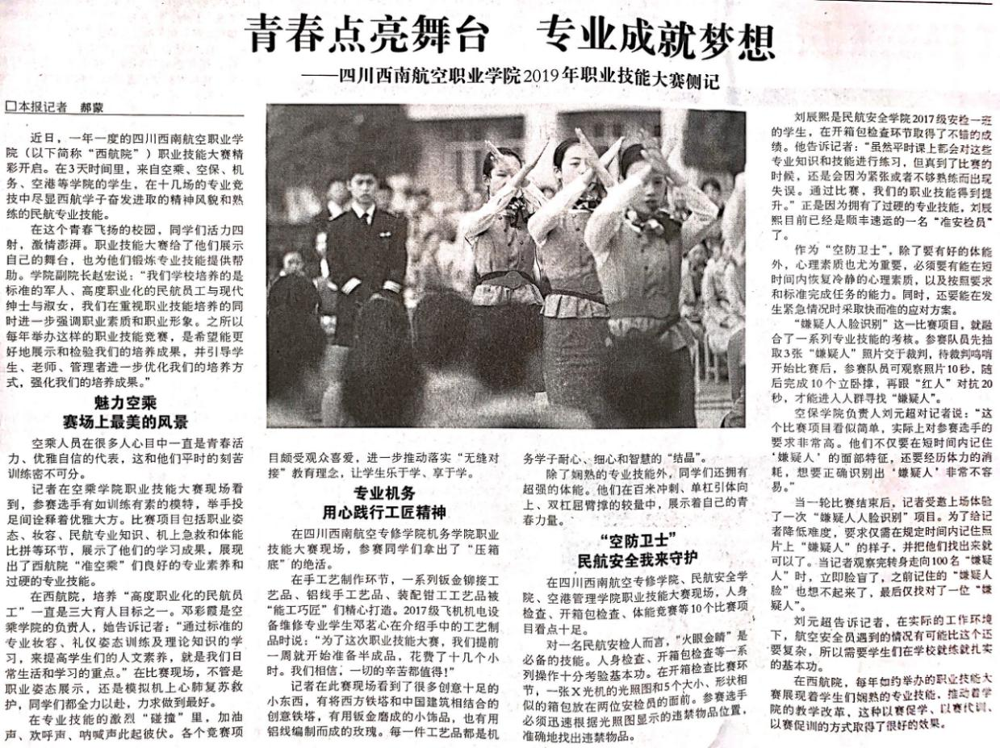 青春点亮舞台 专业成就梦想
——四川西南航空职业学院2019年职业技能大赛侧记
□本报记者 郝蒙
近日，一年一度的四川西南航空职业学
院（以下简称“西航院”）职业技能大赛精
彩开启。在3天时间里，来自空乘、空保、机
务、空港等学院的学生，在十几场的专业竞
技中尽显西航学子奋发进取的精神风貌和熟
练的民航专业技能。
在这个青春飞扬的校园，同学们活力四
射，激情澎湃。职业技能大赛给了他们展示
自己的舞台，也为他们锻炼专业技能提供帮
助。学院副院长赵宏说：“我们学校培养的是
标准的军人、高度职业化的民航员工与现代
绅士与淑女，我们在重视职业技能培养的同
时进一步强调职业素质和职业形象。之所以
每年举办这样的职业技能竞赛，是希望能更
好地展示和检验我们的培养成果，并引导学
生、老师、管理者进一步优化我们的培养方
式，强化我们的培养成果。”
魅力空乘
赛场上最美的风景
空乘人员在很多人心目中一直是青春活
力、优雅自信的代表，这和他们平时的刻苦
训练密不可分。
记者在空乘学院职业技能大赛现场看
到，参赛选手有如训练有素的模特，举手投
足间诠释着优雅大方。比赛项目包括职业姿
态、妆容、民航专业知识、机上急救和体能
比拼等环节，展示了他们的学习成果，展现
出了西航院“准空乘”们良好的专业素养和
过硬的专业技能。
在西航院，培养“高度职业化的民航员
工”一直是三大育人目标之一。邓彩霞是空
乘学院的负责人，她告诉记者：“通过标准的
专业妆容、礼仪姿态训练及理论知识的学
习，来提高学生们的人文素养，就是我们日
常生活和学习的重点。”在比赛现场，不管是
职业姿态展示，还是模拟机上心肺复苏救
护，同学们都全力以赴，力求做到最好。
在专业技能的激烈“碰撞”里，加油
声、欢呼声、呐喊声此起彼伏。各个竞赛项
目颇受观众喜爱，进一步推动落实“无缝对
接”教育理念，让学生乐于学、享于学。
专业机务
用心践行工匠精神
在四川西南航空专修学院机务学院职业
技能大赛现场，参赛同学们拿出了“压箱
底”的绝活。
在手工艺制作环节，一系列钣金铆接工
艺品、铝线手工艺品、装配钳工工艺品被
“能工巧匠”们精心打造。2017级飞机机电设
备维修专业学生邓茗心在介绍手中的工艺制
品时说：“为了这次职业技能大赛，我们提前
一周就开始准备半成品，花费了十几个小
时。我们相信，一切的辛苦都值得！”
记者在此赛现场看到了很多创意十足的
小东西，有将西方铁塔和中国建筑相结合的
创意铁塔，有用钣金磨成的小饰品，也有用
铝线编制而成的玫瑰。每一件工艺品都是机
务学子耐心、细心和智慧的“结晶”。
除了娴熟的专业技能外，同学们还拥有
超强的体能。他们在百米冲刺、单杠引体向
上、双杠屈臂撑的较量中，展示着自己的青
春力量。
“空防卫士”
民航安全我来守护
在四川西南航空专修学院、民航安全学
院、空港管理学院职业技能大赛现场，人身
检查、开箱包检查、体能竞赛等10个比赛项
目看点十足。
对一名民航安检人而言，“火眼金睛”是
必备的技能。人身检查、开箱包检查等一系
列操作十分考验基本功。在开箱检查比赛环
节，一张X光机的光照图和5个大小、形状相
似的箱包放在两位安检员的面前。参赛选手
必须迅速根据光照图显示的违禁物品位置，
准确地找出违禁物品。
刘辰熙是民航安全学院2017级安检一班
的学生，在开箱包检查环节取得了不错的成
绩。他告诉记者：“虽然平时课上都会对这些
专业知识和技能进行练习，但真到了比赛的
时候，还是会因为紧张或者不够熟练而出现
失误。通过比赛，我们的职业技能得到提
升。”正是因为拥有了过硬的专业技能，刘辰
熙目前已经是顺丰速运的一名“准安检员”
了。
作为“空防卫士”，除了要有好的体能
外，心理素质也尤为重要，必须要有能在短
时间内恢复冷静的心理素质，以及按照要求
和标准完成任务的能力。同时，还要能在发
生紧急情况时采取快而准的应对方案。
“嫌疑人人脸识别”这一比赛项目，就融
合了一系列专业技能的考核。参赛队员先抽
取3张“嫌疑人”照片交于裁判，待裁判鸣哨
开始比赛后，参赛队员可观察照片10秒，随
后完成10个立卧撑，再跟“红人”对抗20
秒，才能进入人群寻找“嫌疑人”。
空保学院负责人刘元超对记者说：“这
个比赛项目看似简单，实际上对参赛选手的
要求非常高。他们不仅要在短时间内记住
‘嫌疑人’的面部特征，还要经历体力的消
耗，想要正确识别出‘嫌疑人’非常不容
易。”
当一轮比赛结束后，记者受邀上场体验
了一次“嫌疑人人脸识别”项目。为了给记
者降低难度，要求仅需在规定时间内记住照
片上“嫌疑人”的样子，并把他们找出来就
可以了。当记者观察完转身走向100名“嫌疑
人”时，立即脸盲了，之前记住的“嫌疑人
脸”也想不起来了，最后仅找对了一位“嫌
疑人”。
刘元超告诉记者，在实际的工作环境
下，航空安全员遇到的情况有可能比这个还
要复杂，所以需要学生们在学校就练就扎实
的基本功。
在西航院，每年如约举办的职业技能大
赛展现着学生们娴熟的专业技能，推动着学
院的教学改革，这种以赛促学、以赛代训、
以赛促训的方式取得了很好的效果。